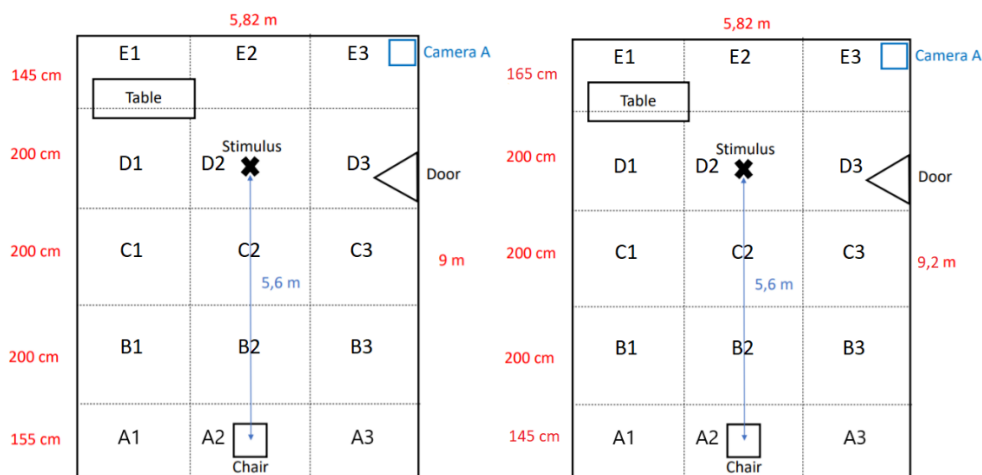 5,82 m
E1 E2 E3 Camera A
145 cm
Table
Stimulus
200 cm D1 D2 D3 Door
200 cm C1 C2 C3 9 m
5,6 m
200 cm B1 B2 B3
155 cm A1 A2 A3
Chair
5,82 m
E1 E2 E3 Camera A
165 cm
Table
Stimulus
200 cm D1 D2 D3 Door
200 cm C1 C2 C3 9,2 m
5,6 m
200 cm B1 B2 B3
145 cm A1 A2 A3
Chair